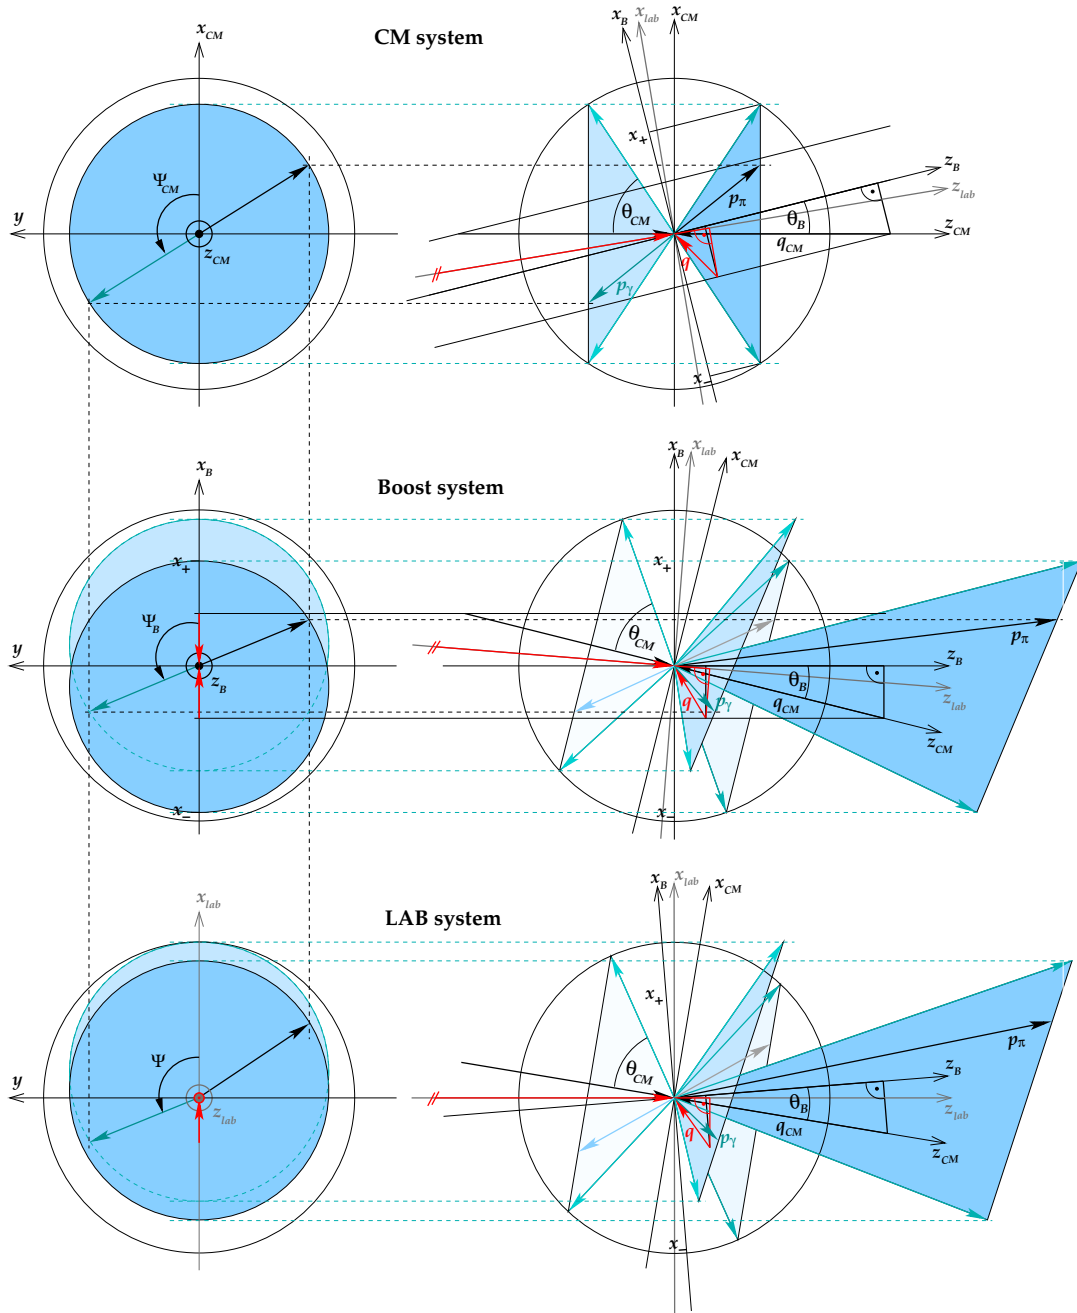 x_CM
CM system
x_B x_lab x_CM
Ψ_CM
y
z_CM
x_+
θ_CM
p_π
z_B
z_lab
θ_B
z_CM
q_CM
q
p_γ
x_−
x_B
Boost system
x_B x_lab x_CM
x_+
x_+
Ψ_B
θ_CM
y
z_B
p_π
z_B
θ_B
z_lab
q
p_γ
q_CM
z_CM
x_−
x_−
x_lab
LAB system
x_B x_lab x_CM
x_+
Ψ
θ_CM
p_π
z_B
y
z_lab
θ_B
z_lab
q
p_γ
q_CM
z_CM
x_−